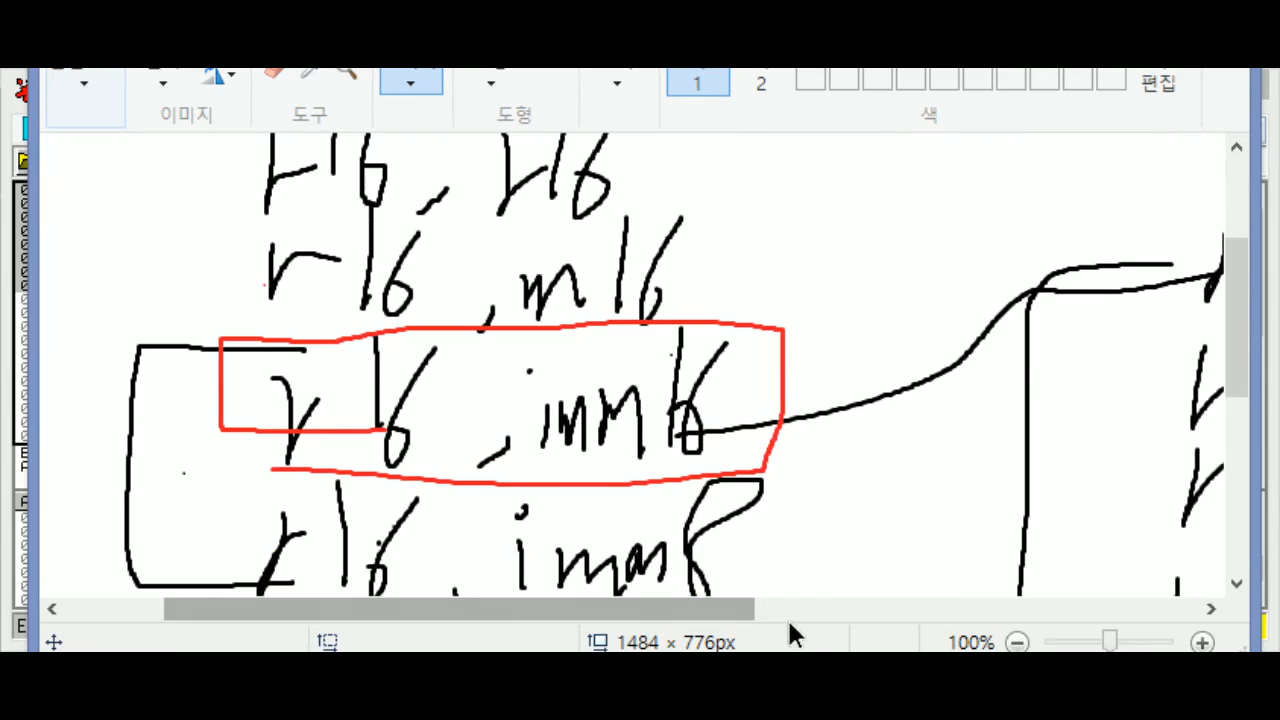 1
2
편집
이미지
도구
도형
색
r16, r16
r16, m16
r16, imm16
r16, imm8
1484 × 776px
100%